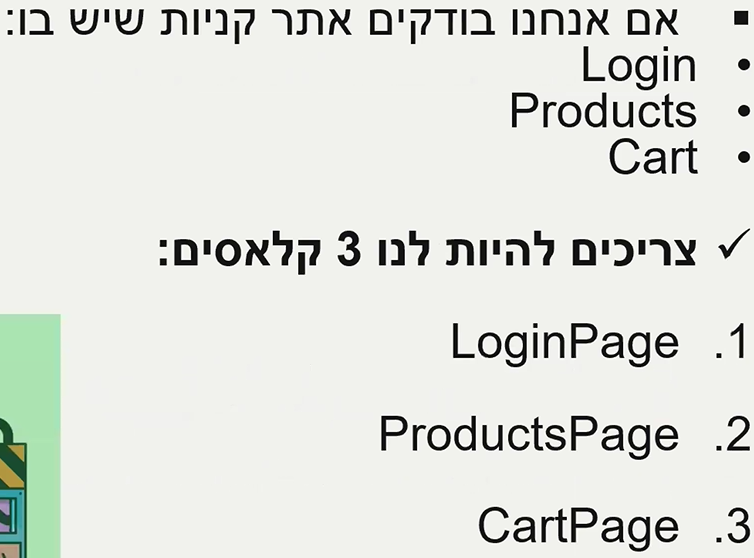 ▪ אם אנחנו בודקים אתר קניות שיש בו:
• Login
• Products
• Cart
✓ צריכים להיות לנו 3 קלאסים:
1. LoginPage
2. ProductsPage
3. CartPage